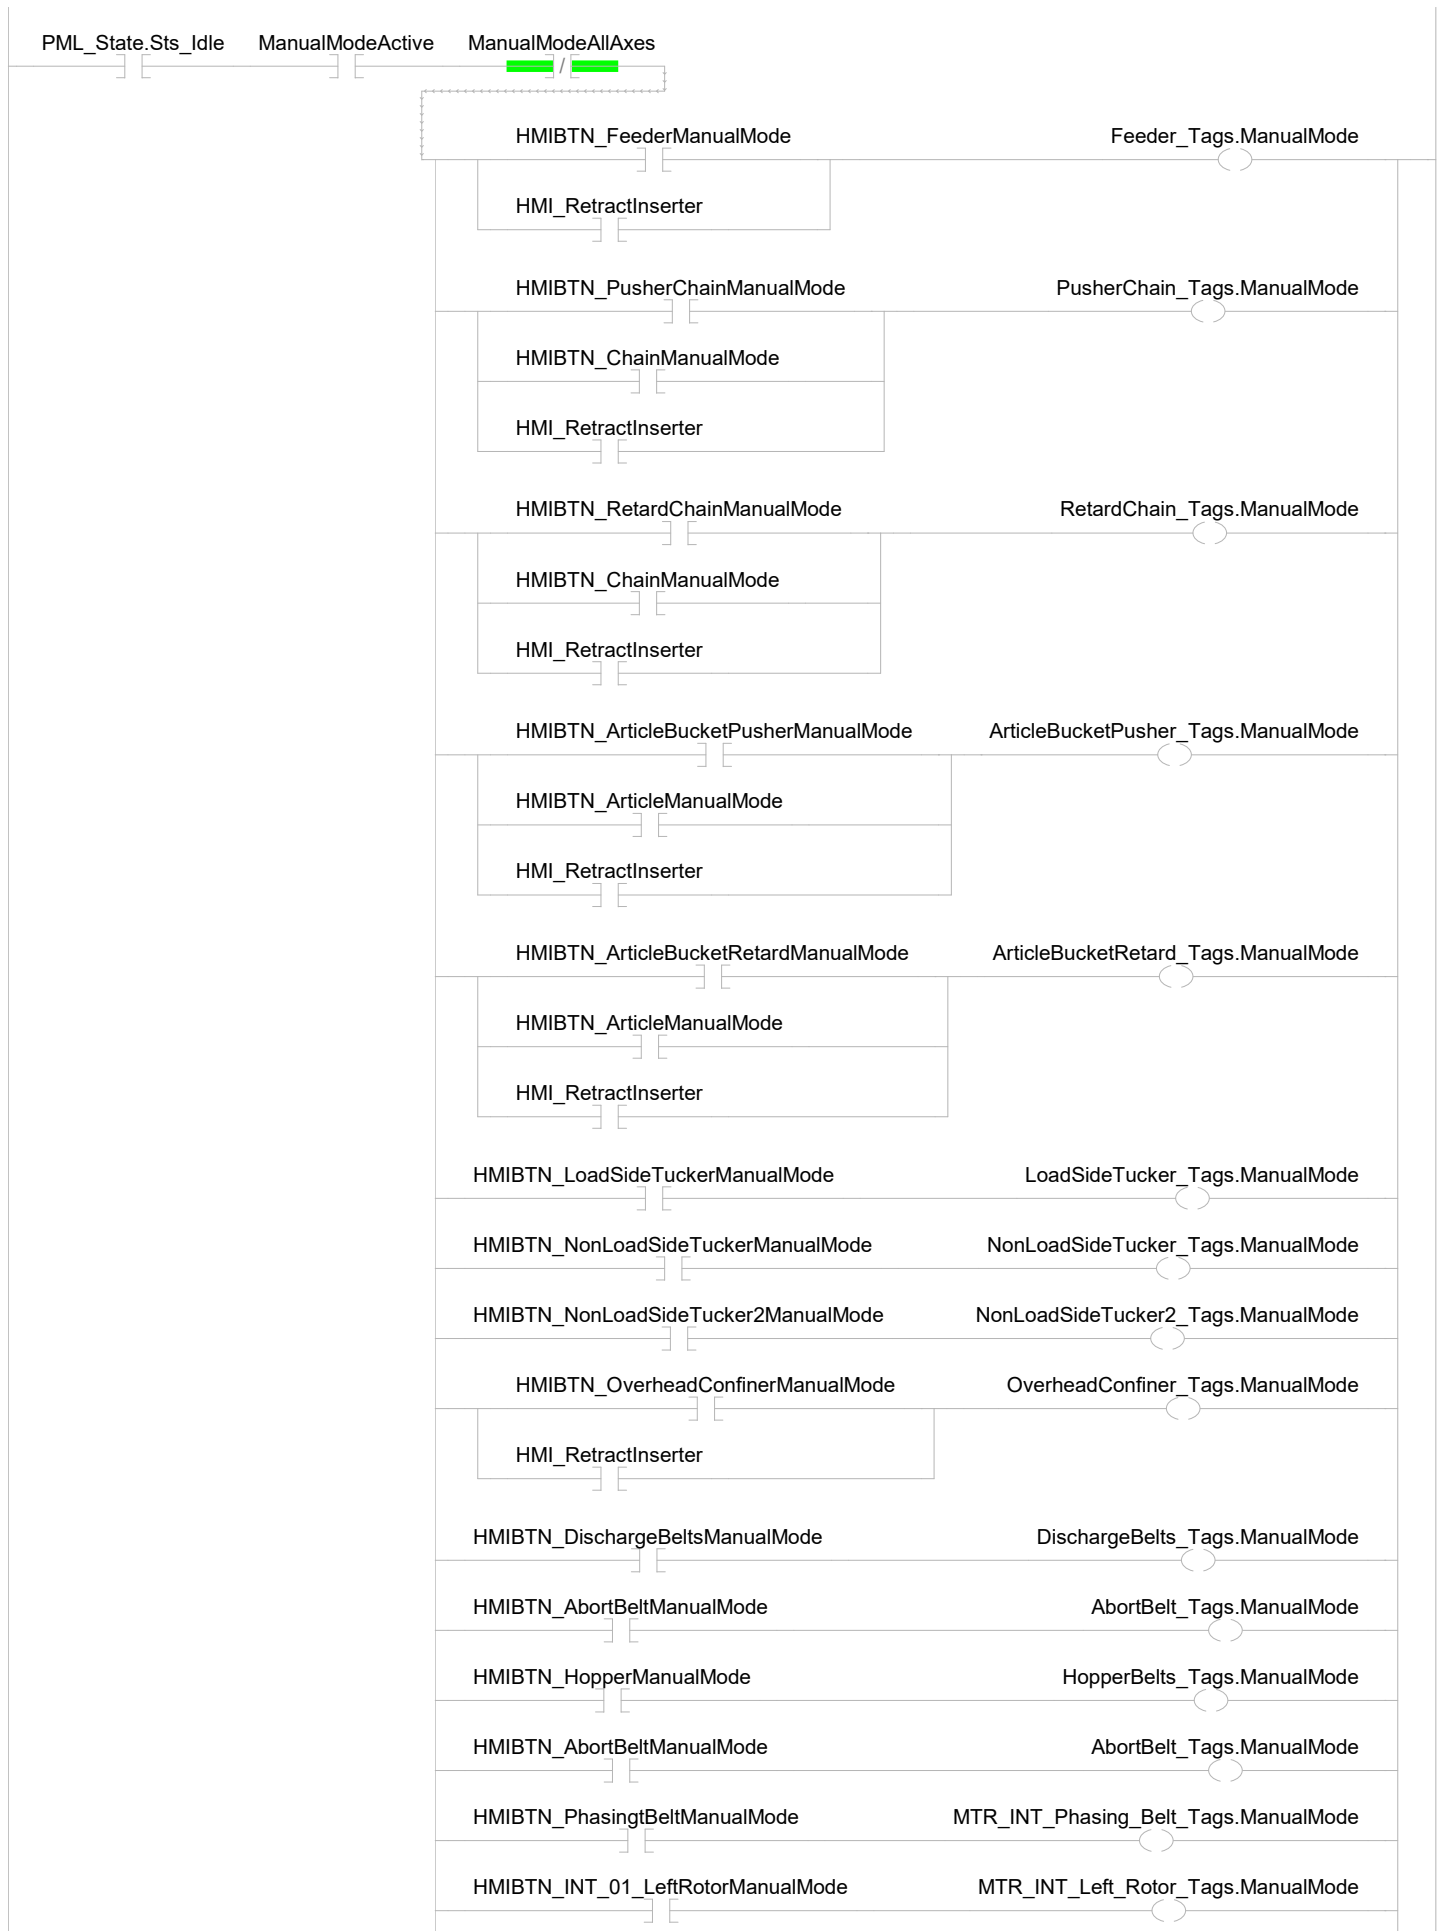 PML_State.Sts_Idle ManualModeActive ManualModeAllAxes
/
HMIBTN_FeederManualMode Feeder_Tags.ManualMode
HMI_RetractInserter
HMIBTN_PusherChainManualMode PusherChain_Tags.ManualMode
HMIBTN_ChainManualMode
HMI_RetractInserter
HMIBTN_RetardChainManualMode RetardChain_Tags.ManualMode
HMIBTN_ChainManualMode
HMI_RetractInserter
HMIBTN_ArticleBucketPusherManualMode ArticleBucketPusher_Tags.ManualMode
HMIBTN_ArticleManualMode
HMI_RetractInserter
HMIBTN_ArticleBucketRetardManualMode ArticleBucketRetard_Tags.ManualMode
HMIBTN_ArticleManualMode
HMI_RetractInserter
HMIBTN_LoadSideTuckerManualMode LoadSideTucker_Tags.ManualMode
HMIBTN_NonLoadSideTuckerManualMode NonLoadSideTucker_Tags.ManualMode
HMIBTN_NonLoadSideTucker2ManualMode NonLoadSideTucker2_Tags.ManualMode
HMIBTN_OverheadConfinerManualMode OverheadConfiner_Tags.ManualMode
HMI_RetractInserter
HMIBTN_DischargeBeltsManualMode DischargeBelts_Tags.ManualMode
HMIBTN_AbortBeltManualMode AbortBelt_Tags.ManualMode
HMIBTN_HopperManualMode HopperBelts_Tags.ManualMode
HMIBTN_AbortBeltManualMode AbortBelt_Tags.ManualMode
HMIBTN_PhasingtBeltManualMode MTR_INT_Phasing_Belt_Tags.ManualMode
HMIBTN_INT_01_LeftRotorManualMode MTR_INT_Left_Rotor_Tags.ManualMode